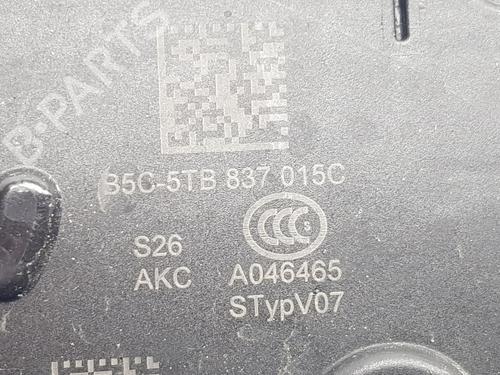 B-PARTS
B5C-5TB 837 015C
CCC S
S26
AKC A046465
STypV07